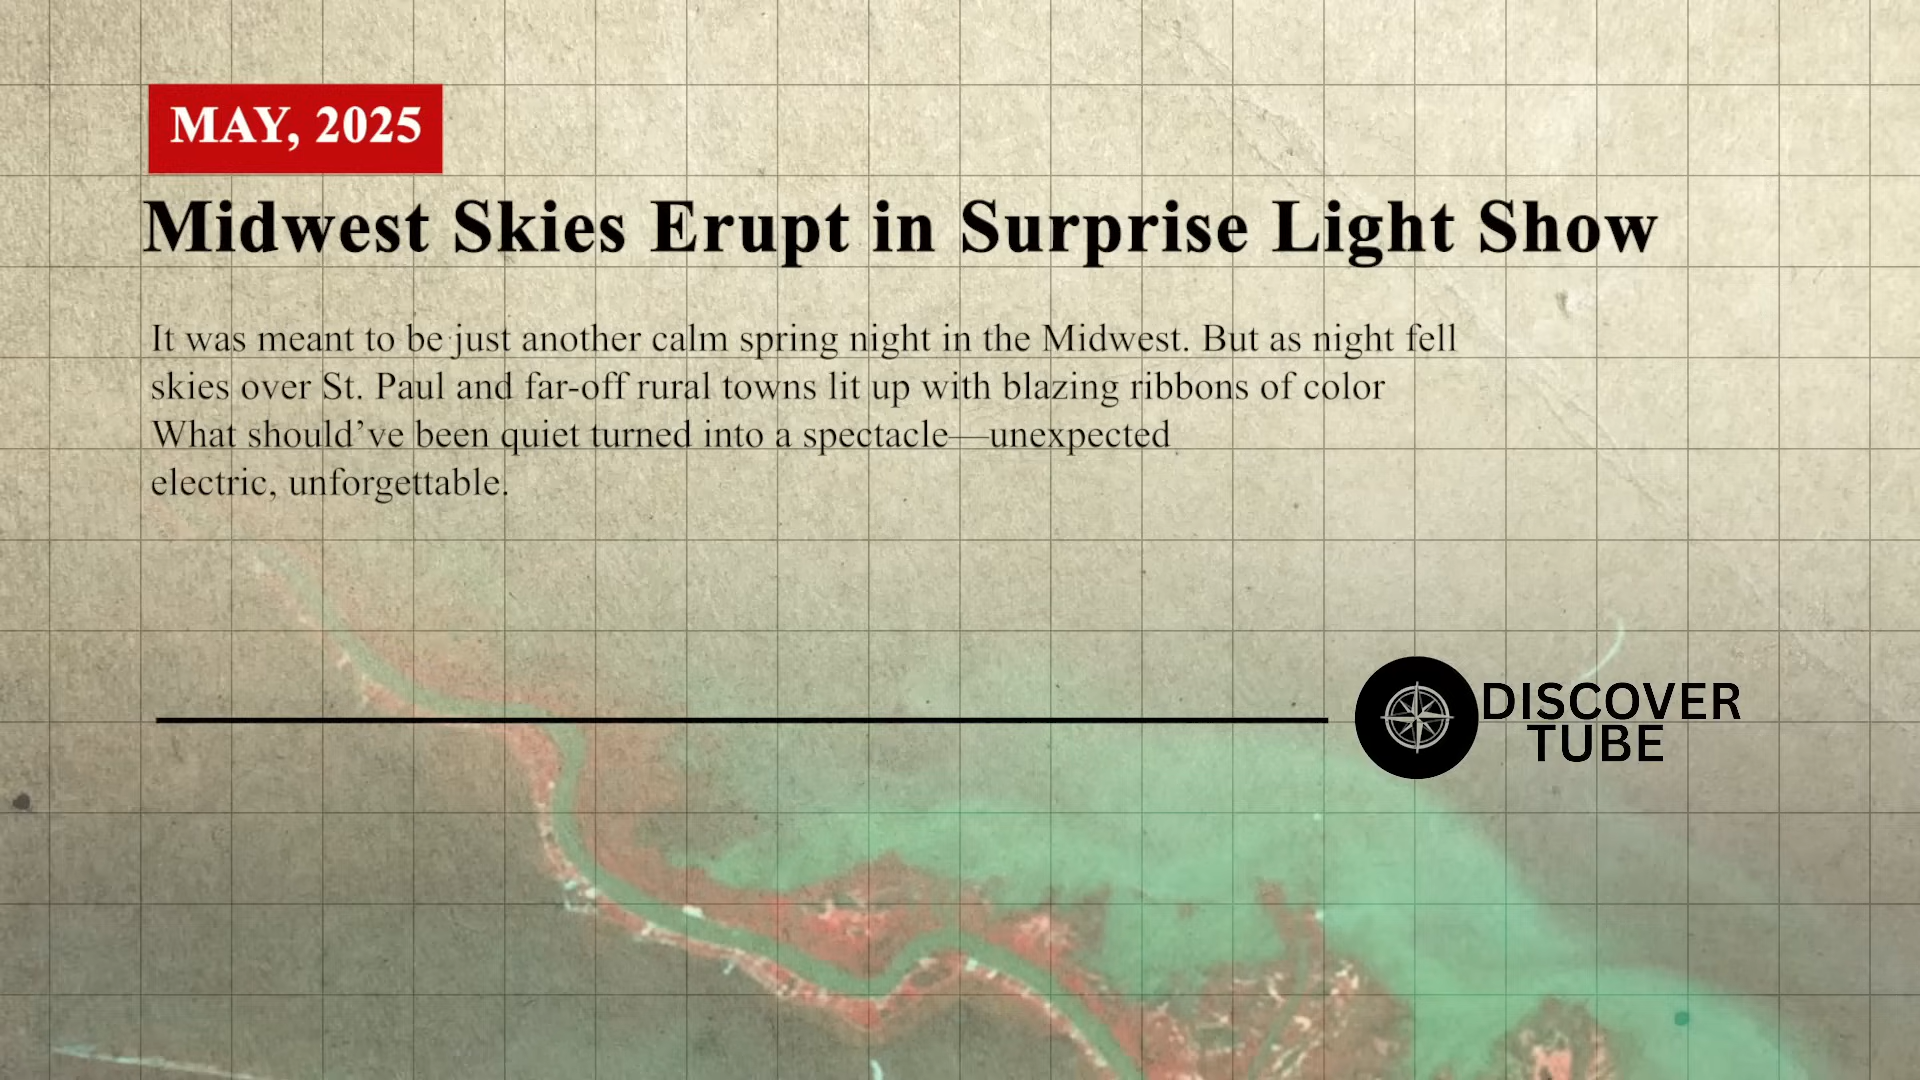 MAY, 2025
Midwest Skies Erupt in Surprise Light Show
It was meant to be just another calm spring night in the Midwest. But as night fell
skies over St. Paul and far-off rural towns lit up with blazing ribbons of color
What should’ve been quiet turned into a spectacle—unexpected
electric, unforgettable.
DISCOVER
TUBE